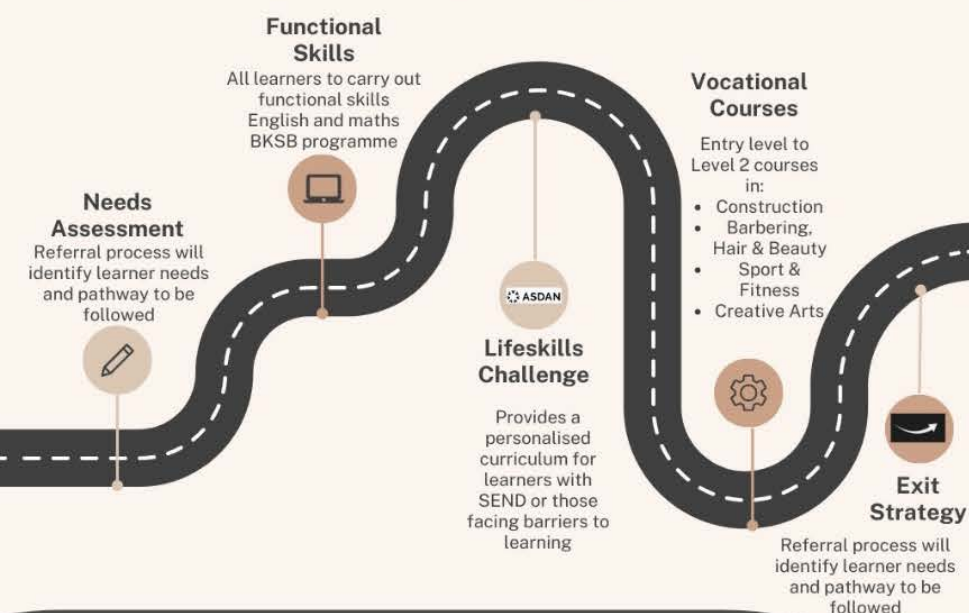 Needs
Assessment
Referral process will
identify learner needs
and pathway to be
followed
Functional
Skills
All learners to carry out
functional skills
English and maths
BKSB programme
ASDAN
Lifeskills
Challenge
Provides a
personalised
curriculum for
learners with
SEND or those
facing barriers to
learning
Vocational
Courses
Entry level to
Level 2 courses
in:
• Construction
• Barbering,
Hair & Beauty
• Sport &
Fitness
• Creative Arts
Exit
Strategy
Referral process will
identify learner needs
and pathway to be
followed